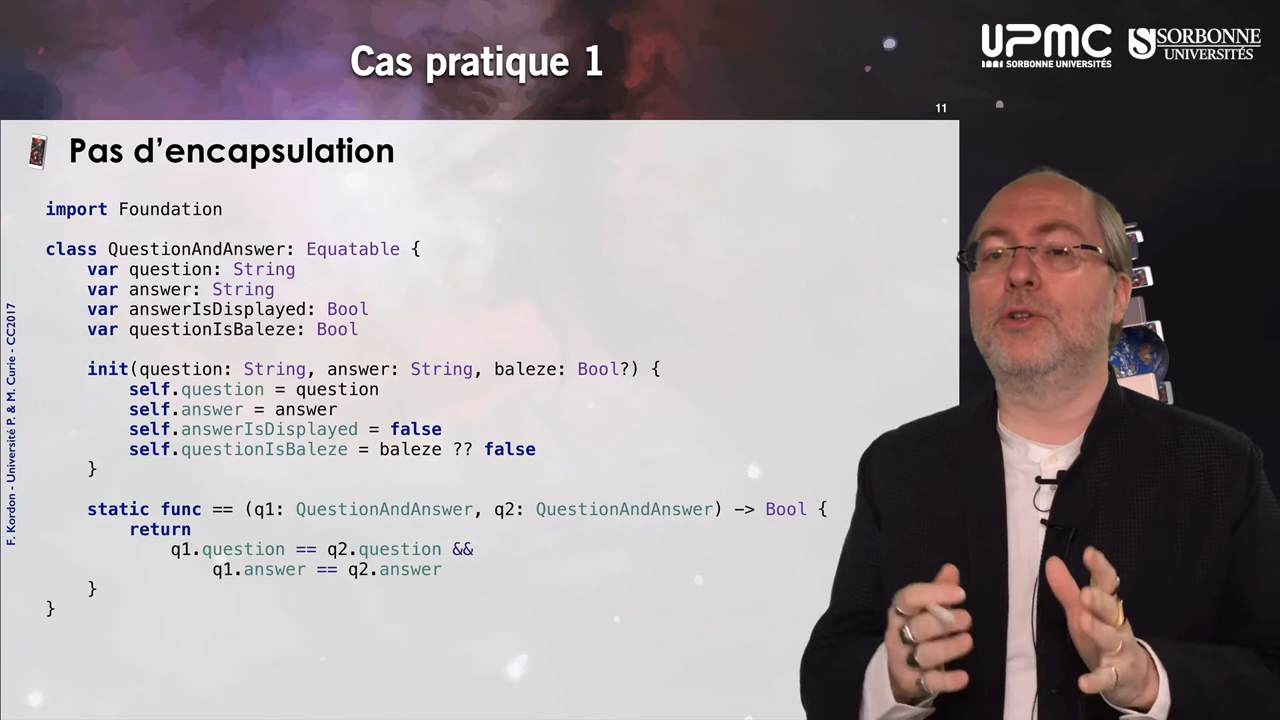 Cas pratique 1
UPMC
SORBONNE UNIVERSITÉS
S SORBONNE
UNIVERSITÉS
11
Pas d’encapsulation
import Foundation
class QuestionAndAnswer: Equatable {
var question: String
var answer: String
var answerIsDisplayed: Bool
var questionIsBaleze: Bool
init(question: String, answer: String, baleze: Bool?) {
self.question = question
self.answer = answer
self.answerIsDisplayed = false
self.questionIsBaleze = baleze ?? false
}
static func == (q1: QuestionAndAnswer, q2: QuestionAndAnswer) -> Bool {
return
q1.question == q2.question &&
q1.answer == q2.answer
}
}
F. Kordon - Université P. & M. Curie - CC2017